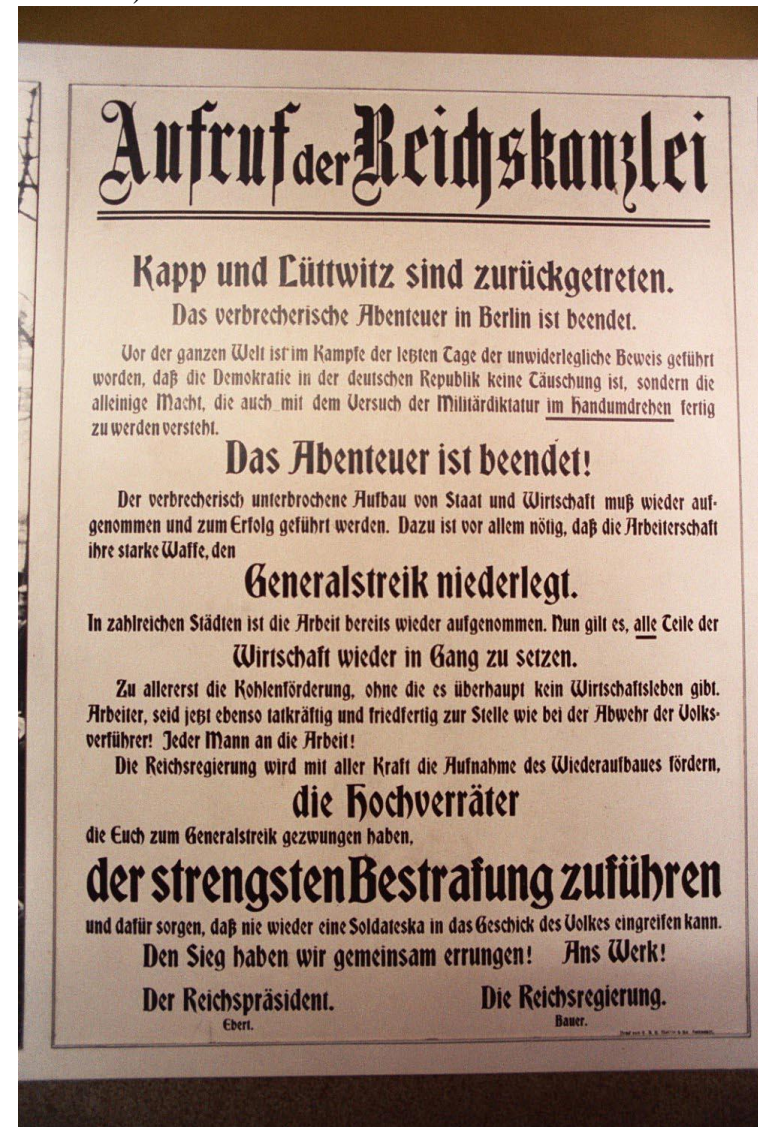 Aufruf der Reichskanzlei
Kapp und Lüttwitz sind zurückgetreten.
Das verbrecherische Abenteuer in Berlin ist beendet.
Vor der ganzen Welt ist im Kampfe der letzten Tage der unwiderlegliche Beweis geführt
worden, daß die Demokratie in der deutschen Republik keine Täuschung ist, sondern die
alleinige Macht, die auch mit dem Versuch der Militärdiktatur im Handumdrehen fertig
zu werden versteht.
Das Abenteuer ist beendet!
Der verbrecherisch unterbrochene Aufbau von Staat und Wirtschaft muß wieder auf-
genommen und zum Erfolg geführt werden. Dazu ist vor allem nötig, daß die Arbeiterschaft
ihre starke Waffe, den
Generalstreik niederlegt.
In zahlreichen Städten ist die Arbeit bereits wieder aufgenommen. Nun gilt es, alle Teile der
Wirtschaft wieder in Gang zu setzen.
Zu allererst die Kohlenförderung, ohne die es überhaupt kein Wirtschaftsleben gibt.
Arbeiter, seid jetzt ebenso tatkräftig und friedfertig zur Stelle wie bei der Abwehr der Volks-
verführer! Jeder Mann an die Arbeit!
Die Reichsregierung wird mit aller Kraft die Aufnahme des Wiederaufbaues fördern,
die Hochverräter
die Euch zum Generalstreik gezwungen haben,
der strengsten Bestrafung zuführen
und dafür sorgen, daß nie wieder eine Soldateska in das Geschick des Volkes eingreifen kann.
Den Sieg haben wir gemeinsam errungen! Ans Werk!
Der Reichspräsident. Die Reichsregierung.
Ebert. Bauer.